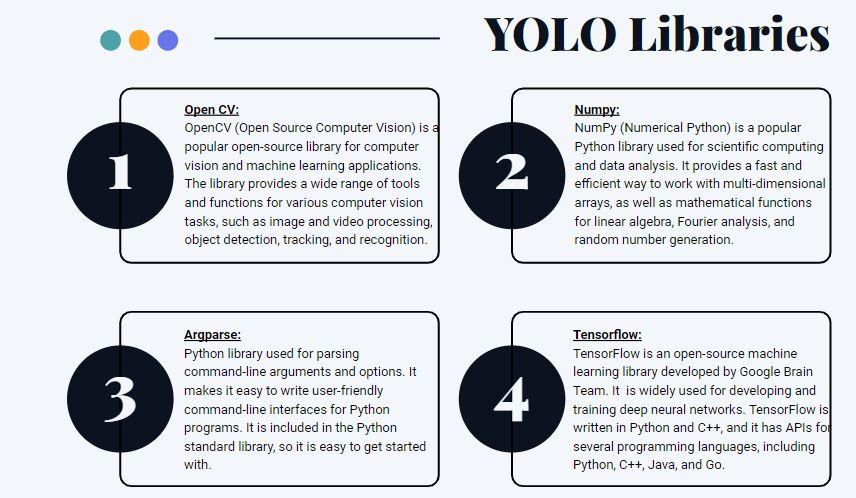 YOLO Libraries
1
Open CV:
OpenCV (Open Source Computer Vision) is a
popular open-source library for computer
vision and machine learning applications.
The library provides a wide range of tools
and functions for various computer vision
tasks, such as image and video processing,
object detection, tracking, and recognition.
2
Numpy:
NumPy (Numerical Python) is a popular
Python library used for scientific computing
and data analysis. It provides a fast and
efficient way to work with multi-dimensional
arrays, as well as mathematical functions
for linear algebra, Fourier analysis, and
random number generation.
3
Argparse:
Python library used for parsing
command-line arguments and options. It
makes it easy to write user-friendly
command-line interfaces for Python
programs. It is included in the Python
standard library, so it is easy to get started
with.
4
Tensorflow:
TensorFlow is an open-source machine
learning library developed by Google Brain
Team. It is widely used for developing and
training deep neural networks. TensorFlow is
written in Python and C++, and it has APIs for
several programming languages, including
Python, C++, Java, and Go.